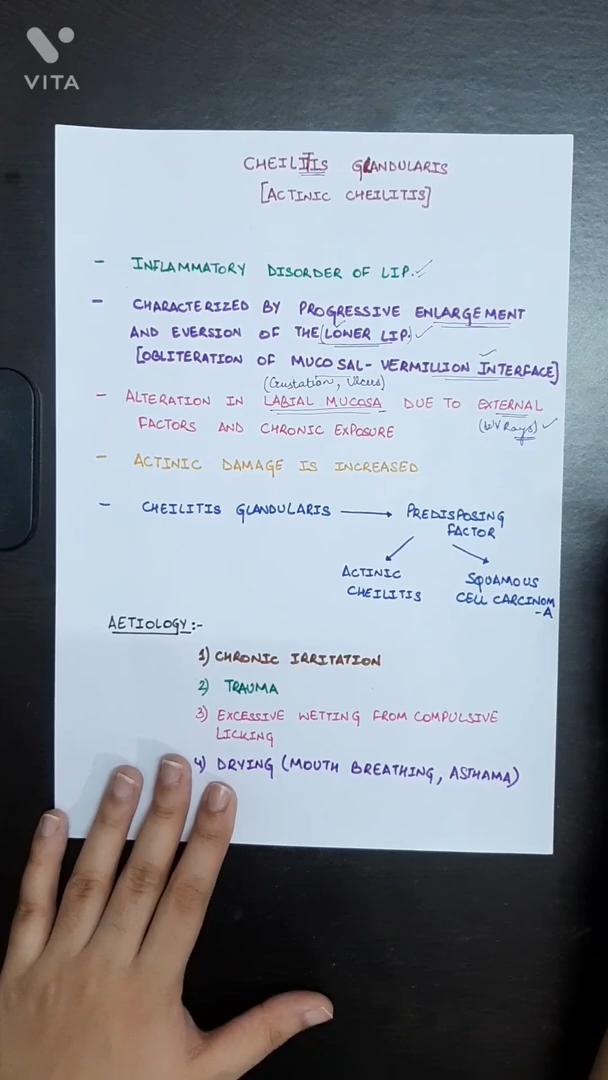 VITA
CHEILITIS GLANDULARIS
[ACTINIC CHEILITIS]
- INFLAMMATORY DISORDER OF LIP.
- CHARACTERIZED BY PROGRESSIVE ENLARGEMENT
AND EVERSION OF THE (LOWER LIP.)
[OBLITERATION OF MUCOSAL-VERMILLION INTERFACE]
(Crustation, Ulcers)
- ALTERATION IN LABIAL MUCOSA DUE TO EXTERNAL
FACTORS AND CHRONIC EXPOSURE (UV Rays)
- ACTINIC DAMAGE IS INCREASED
- CHEILITIS GLANDULARIS → PREDISPOSING
FACTOR
ACTINIC
CHEILITIS
SQUAMOUS
CELL CARCINOM
-A
AETIOLOGY:-
1) CHRONIC IRRITATION
2) TRAUMA
3) EXCESSIVE WETTING FROM COMPULSIVE
LICKING
4) DRYING (MOUTH BREATHING, ASTHAMA)